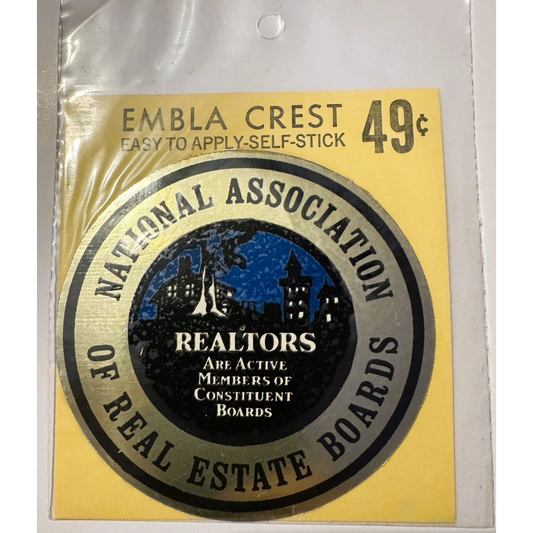 EMBLA CREST 49¢
EASY TO APPLY-SELF-STICK
NATIONAL ASSOCIATION
OF REAL ESTATE BOARDS
REALTORS
ARE ACTIVE
MEMBERS OF
CONSTITUENT
BOARDS